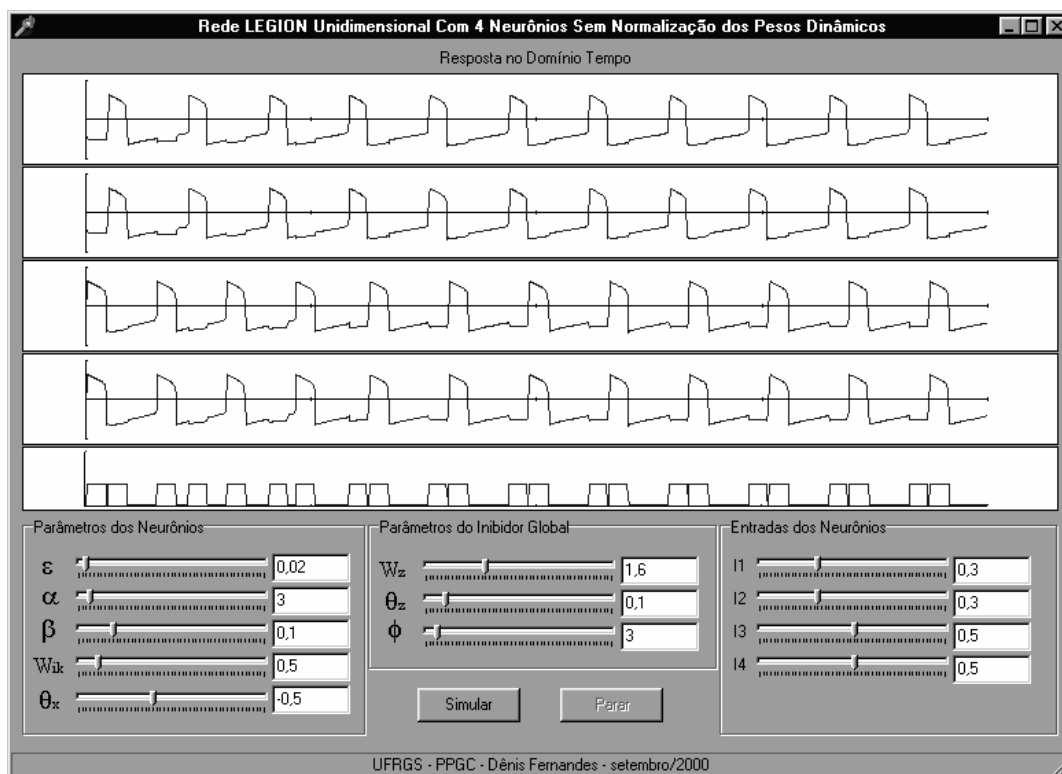 Rede LEGION Unidimensional Com 4 Neurônios Sem Normalização dos Pesos Dinâmicos
Resposta no Domínio Tempo
Parâmetros dos Neurônios
ε 0,02
α 3
β 0,1
Wik 0,5
θx -0,5
Parâmetros do Inibidor Global
Wz 1,6
θz 0,1
ϕ 3
Simular
Parar
Entradas dos Neurônios
I1 0,3
I2 0,3
I3 0,5
I4 0,5
UFRGS - PPGC - Dênis Fernandes - setembro/2000